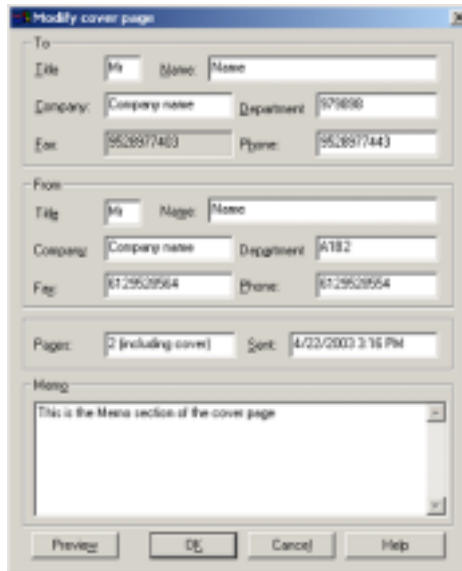 Modify cover page
To
Title Mr Name: Name
Company: Company name Department 979898
Fax: 9528977403 Phone: 9528977443
From
Title Mr Name: Name
Company: Company name Department A1B2
Fax: 6129528564 Phone: 6129528554
Pages: 2 (including cover) Sent: 4/22/2003 3:16 PM
Memo
This is the Memo section of the cover page
Preview OK Cancel Help